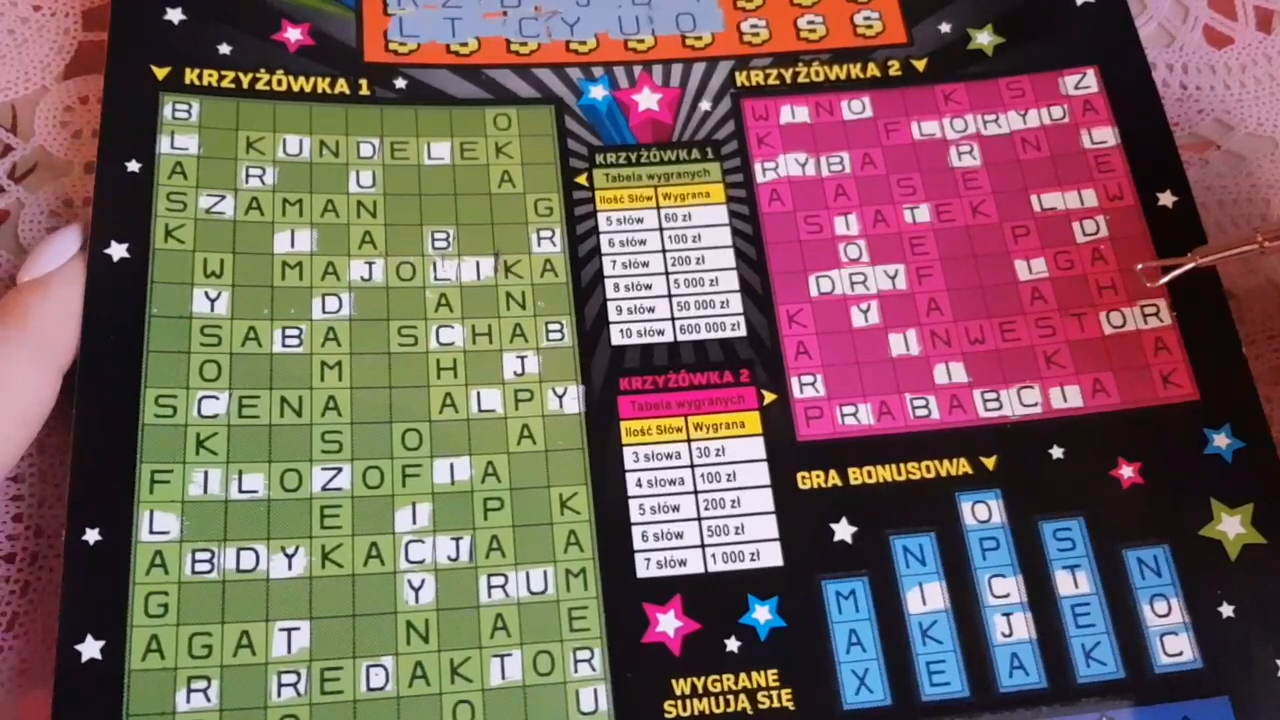 L T C Y U O
$ $ $ $
KRZYŻÓWKA 1
KRZYŻÓWKA 2
B O
L KUNDELEK K
A R U A
S ZAMAN N G
K I A B R
W MAJOLIKA
Y D A N
S SABA SCHAB
O M H J
SCENA A ALPY
K S O A
FILOZOFIA
L E I P K
ABDYKACJA A
G Y RU M
AGAT N A E
R REDAKTOR
O O U
KRZYŻÓWKA 1
Tabela wygranych
Ilość Słów Wygrana
5 słów 60 zł
6 słów 100 zł
7 słów 200 zł
8 słów 5 000 zł
9 słów 50 000 zł
10 słów 600 000 zł
KRZYŻÓWKA 2
Tabela wygranych
Ilość Słów Wygrana
3 słowa 30 zł
4 słowa 100 zł
5 słów 200 zł
6 słów 500 zł
7 słów 1 000 zł
WINO K S Z
K FLORYDA A
RYBA R N L
A A S E E
STATEK LIW
O E P D
DRY F LGA
K Y A A H
A INWESTOR
R I K A
PRABABCIA K
GRA BONUSOWA
MAX
NIKE
OPCJA
STEK
NOC
WYGRANE
SUMUJĄ SIĘ